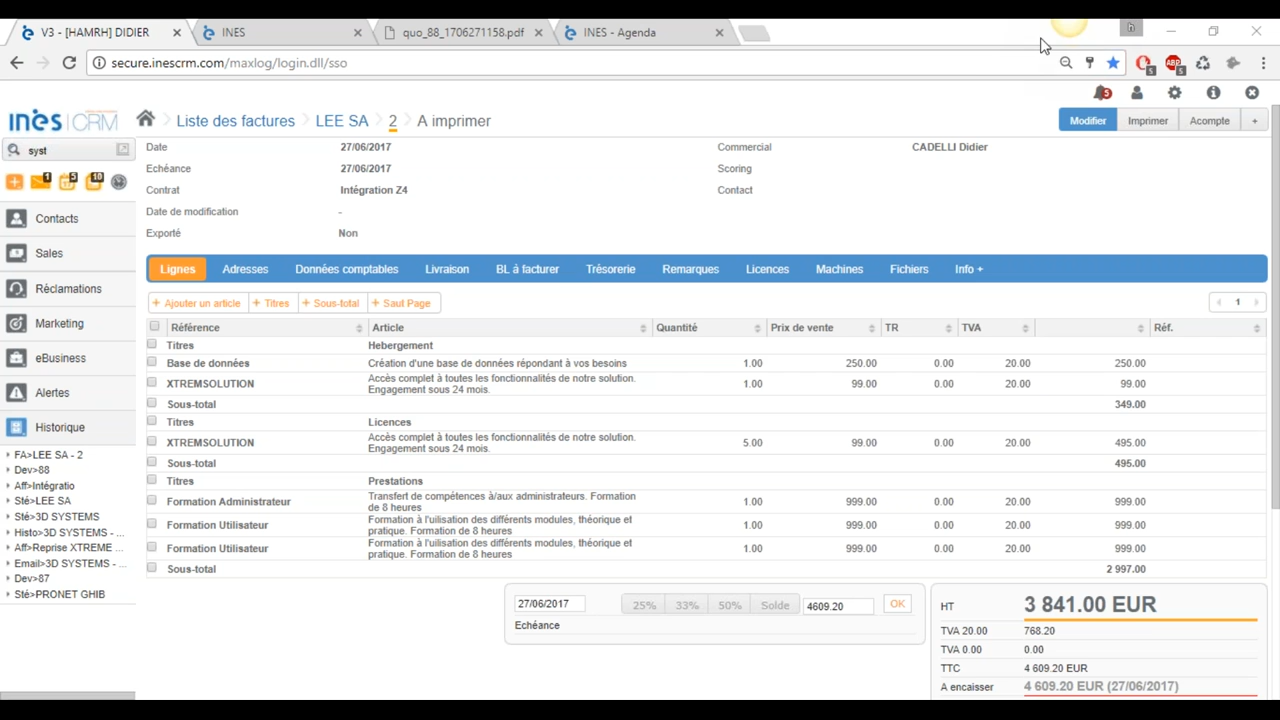 V3 - [HAMRH] DIDIER
INES
quo_88_1706271158.pdf
INES - Agenda
h
secure.inescrm.com/maxlog/login.dll/sso
5
ABP
5
5
inès CRM
Liste des factures
LEE SA
2
A imprimer
Modifier
Imprimer
Acompte
+
syst
1
5
10
Contacts
Sales
Réclamations
Marketing
eBusiness
Alertes
Historique
FA>LEE SA - 2
Dev>88
Aff>Intégratio
Sté>LEE SA
Sté>3D SYSTEMS
Histo>3D SYSTEMS - ...
Aff>Reprise XTREME ...
Email>3D SYSTEMS - ...
Dev>87
Sté>PRONET GHIB
Date 27/06/2017 Commercial CADELLI Didier
Echéance 27/06/2017 Scoring
Contrat Intégration Z4 Contact
Date de modification -
Exporté Non
Lignes Adresses Données comptables Livraison BL à facturer Trésorerie Remarques Licences Machines Fichiers Info +
+ Ajouter un article + Titres + Sous-total + Saut Page 1
Référence Article Quantité Prix de vente TR TVA Réf.
Titres Hebergement
Base de données Création d'une base de données répondant à vos besoins 1.00 250.00 0.00 20.00 250.00
XTREMSOLUTION Accès complet à toutes les fonctionnalités de notre solution. Engagement sous 24 mois. 1.00 99.00 0.00 20.00 99.00
Sous-total 349.00
Titres Licences
XTREMSOLUTION Accès complet à toutes les fonctionnalités de notre solution. Engagement sous 24 mois. 5.00 99.00 0.00 20.00 495.00
Sous-total 495.00
Titres Prestations
Formation Administrateur Transfert de compétences à/aux administrateurs. Formation de 8 heures 1.00 999.00 0.00 20.00 999.00
Formation Utilisateur Formation à l'uilisation des différents modules, théorique et pratique. Formation de 8 heures 1.00 999.00 0.00 20.00 999.00
Formation Utilisateur Formation à l'uilisation des différents modules, théorique et pratique. Formation de 8 heures 1.00 999.00 0.00 20.00 999.00
Sous-total 2 997.00
27/06/2017 25% 33% 50% Solde 4609.20 OK
Echéance
HT 3 841.00 EUR
TVA 20.00 768.20
TVA 0.00 0.00
TTC 4 609.20 EUR
A encaisser 4 609.20 EUR (27/06/2017)